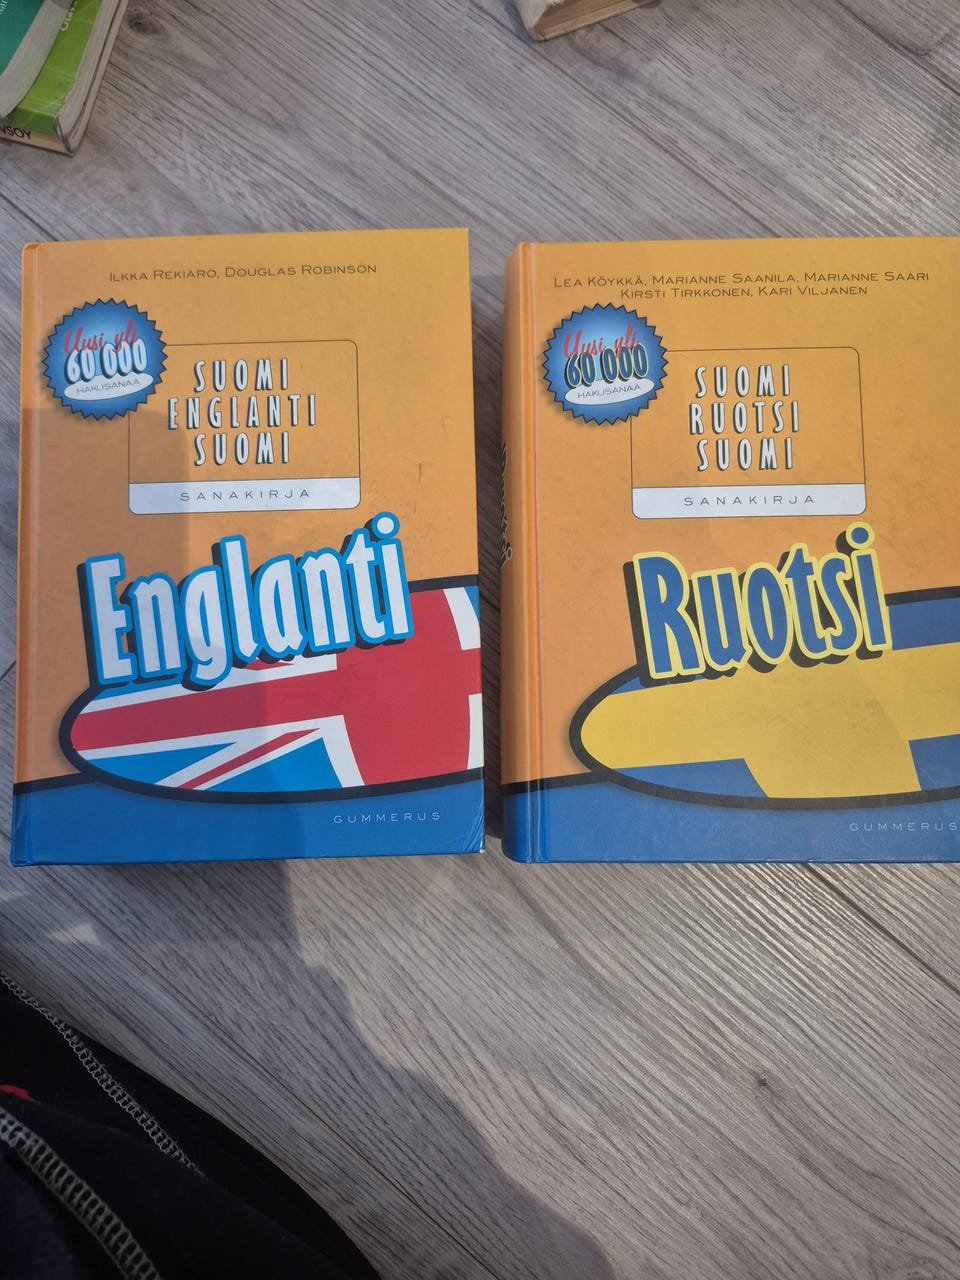 WSOY
ILKKA REKIARO, DOUGLAS ROBINSON
Uusi yli
60 000
HAKUSANAA
SUOMI
ENGLANTI
SUOMI
SANAKIRJA
Englanti
GUMMERUS
LEA KÖYKKÄ, MARIANNE SAANILA, MARIANNE SAARI
KIRSTI TIRKKONEN, KARI VILJANEN
Uusi yli
60 000
HAKUSANAA
SUOMI
RUOTSI
SUOMI
SANAKIRJA
Ruotsi
GUMMERUS